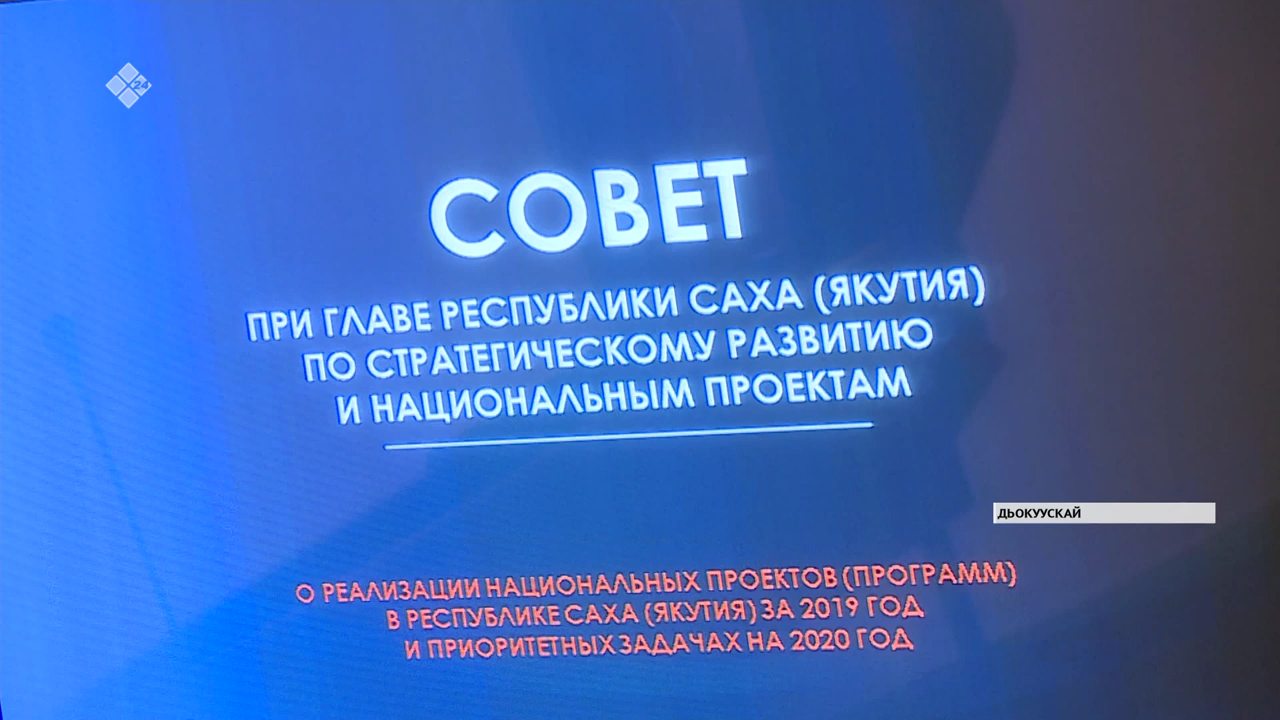 24
СОВЕТ
ПРИ ГЛАВЕ РЕСПУБЛИКИ САХА (ЯКУТИЯ)
ПО СТРАТЕГИЧЕСКОМУ РАЗВИТИЮ
И НАЦИОНАЛЬНЫМ ПРОЕКТАМ
ДЬОКУУСКАЙ
О РЕАЛИЗАЦИИ НАЦИОНАЛЬНЫХ ПРОЕКТОВ (ПРОГРАММ)
В РЕСПУБЛИКЕ САХА (ЯКУТИЯ) ЗА 2019 ГОД
И ПРИОРИТЕТНЫХ ЗАДАЧАХ НА 2020 ГОД